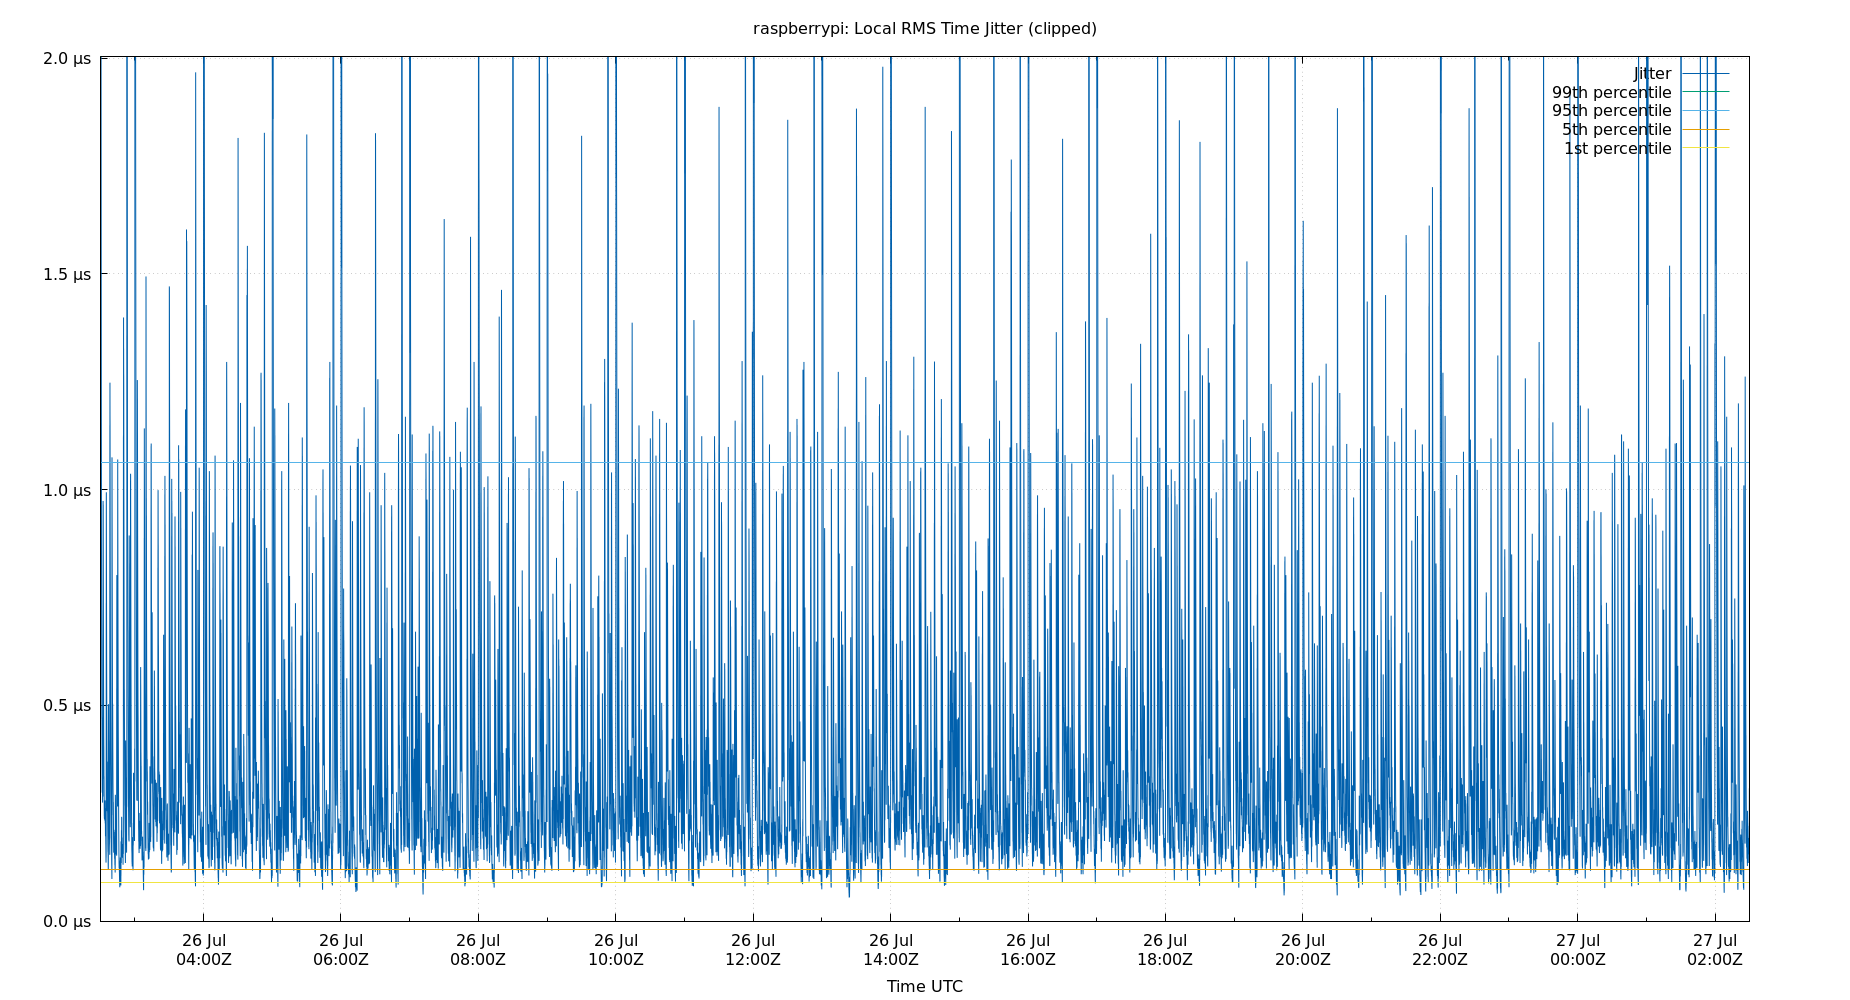 raspberrypi: Local RMS Time Jitter (clipped)
2.0 µs
1.5 µs
1.0 µs
0.5 µs
0.0 µs
Jitter
99th percentile
95th percentile
5th percentile
1st percentile
26 Jul 26 Jul 26 Jul 26 Jul 26 Jul 26 Jul 26 Jul 26 Jul 26 Jul 26 Jul 27 Jul 27 Jul
04:00Z 06:00Z 08:00Z 10:00Z 12:00Z 14:00Z 16:00Z 18:00Z 20:00Z 22:00Z 00:00Z 02:00Z
Time UTC